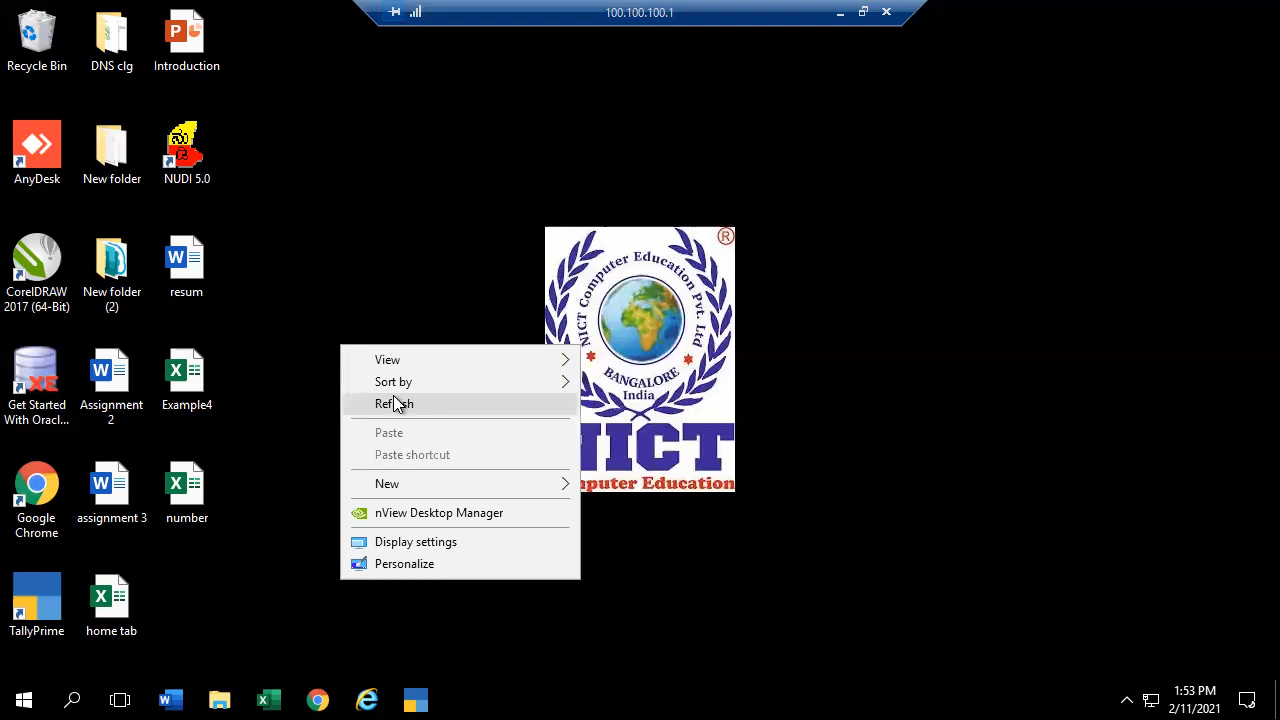 100.100.100.1
Recycle Bin
DNS clg
Introduction
AnyDesk
New folder
NUDI 5.0
CorelDRAW
2017 (64-Bit)
New folder
(2)
resum
Get Started
With Oracl...
Assignment
2
Example4
Google
Chrome
assignment 3
number
TallyPrime
home tab
View
Sort by
Refresh
Paste
Paste shortcut
New
nView Desktop Manager
Display settings
Personalize
NICT Computer Education Pvt. Ltd
®
BANGALORE
India
NICT
mputer Education
1:53 PM
2/11/2021